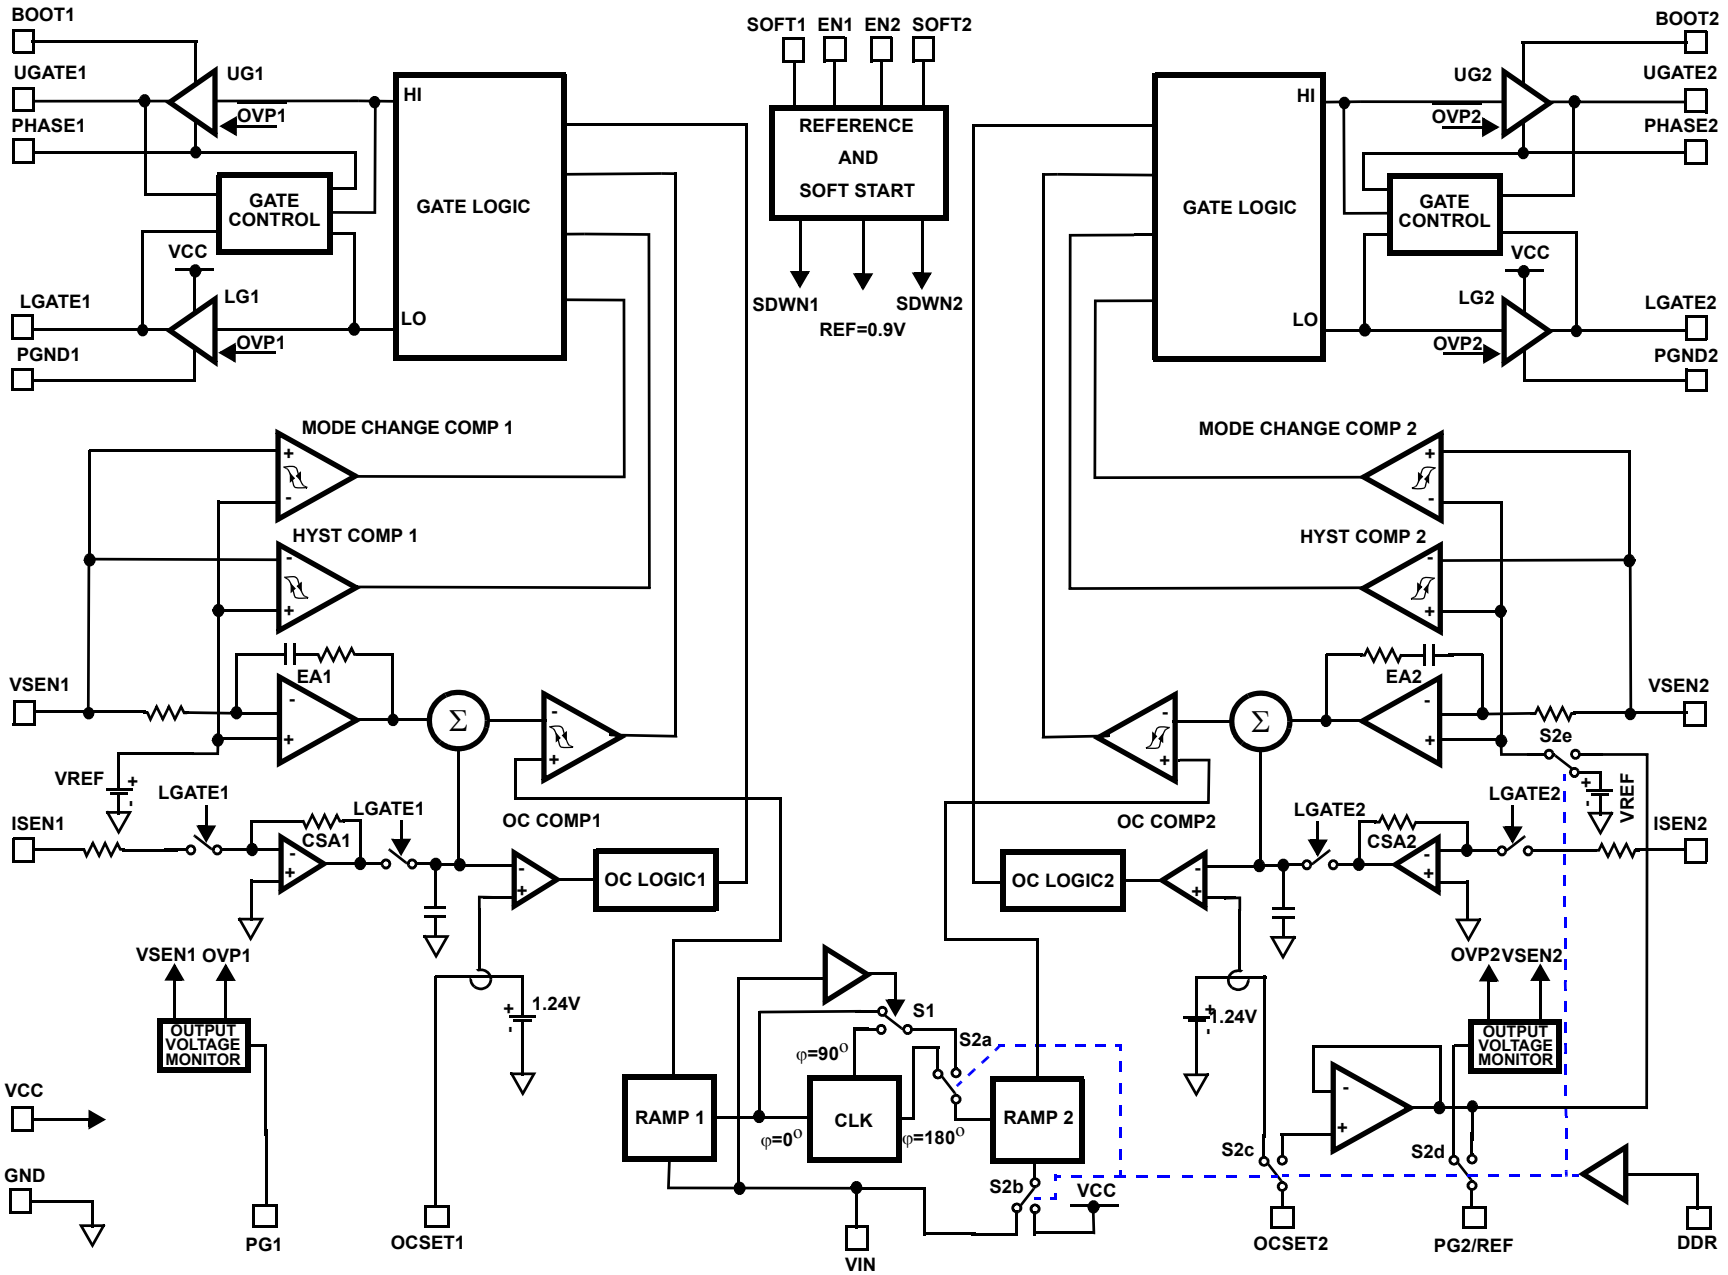 BOOT1
SOFT1 EN1 EN2 SOFT2
BOOT2
UGATE1
UG1
HI
OVP1
PHASE1
REFERENCE
AND
SOFT START
HI
UG2
UGATE2
OVP2
PHASE2
GATE
CONTROL
GATE LOGIC
GATE LOGIC
GATE
CONTROL
VCC
VCC
LGATE1
LG1
LO
SDWN1
SDWN2
REF=0.9V
LO
LG2
LGATE2
OVP1
OVP2
PGND1
PGND2
MODE CHANGE COMP 1
+
-
MODE CHANGE COMP 2
+
-
HYST COMP 1
-
+
HYST COMP 2
-
+
EA1
-
+
EA2
-
+
VSEN1
Σ
-
+
-
+
Σ
VSEN2
S2e
VREF
+
-
LGATE1
LGATE1
OC COMP1
OC COMP2
LGATE2
LGATE2
+
-
VREF
ISEN1
CSA1
-
+
CSA2
-
+
ISEN2
-
+
OC LOGIC1
OC LOGIC2
-
+
VSEN1 OVP1
OVP2 VSEN2
+
-
1.24V
S1
+
-
1.24V
OUTPUT
VOLTAGE
MONITOR
φ=90°
S2a
OUTPUT
VOLTAGE
MONITOR
VCC
RAMP 1
φ=0°
CLK
φ=180°
RAMP 2
-
+
GND
S2b
VCC
S2c
S2d
PG1
OCSET1
VIN
OCSET2
PG2/REF
DDR